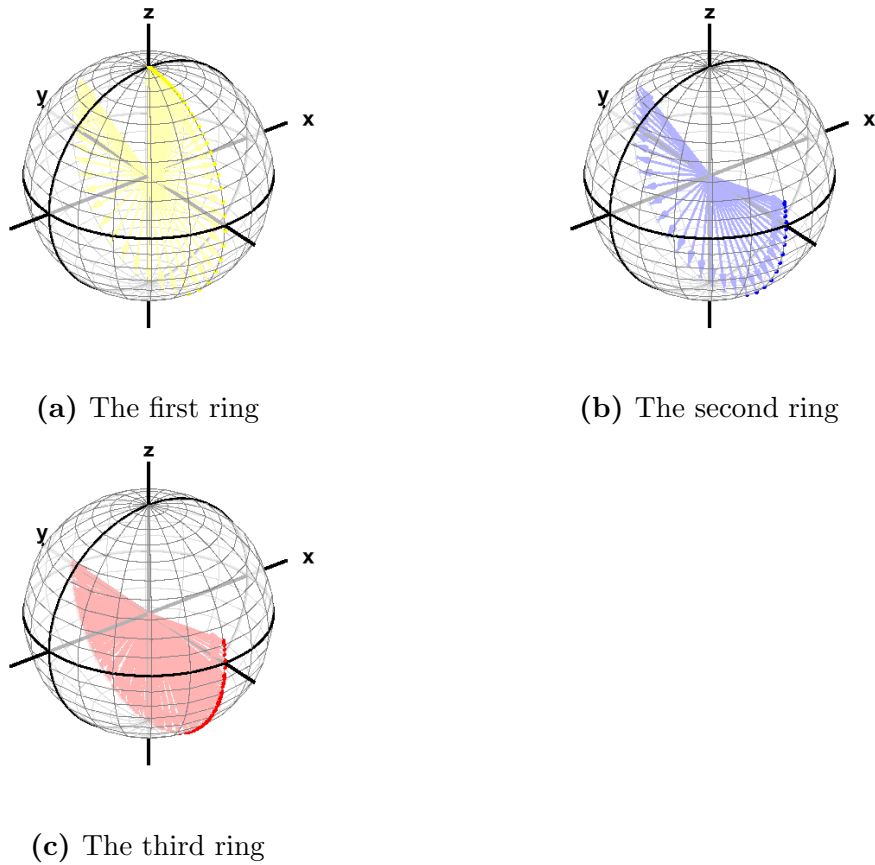 z
y
x
z
y
x
(a) The first ring
(b) The second ring
z
y
x
(c) The third ring